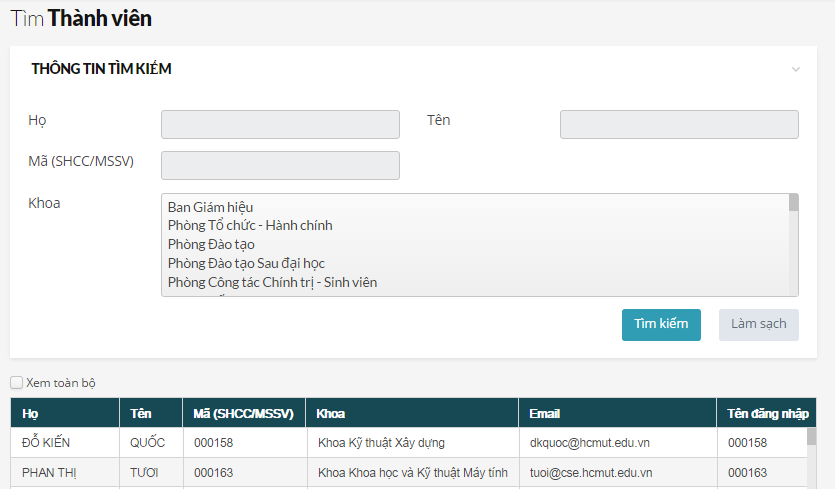 Tìm Thành viên
THÔNG TIN TÌM KIẾM
Họ Tên
Mã (SHCC/MSSV)
Khoa
Ban Giám hiệu
Phòng Tổ chức - Hành chính
Phòng Đào tạo
Phòng Đào tạo Sau đại học
Phòng Công tác Chính trị - Sinh viên
Tìm kiếm Làm sạch
Xem toàn bộ
Họ Tên Mã (SHCC/MSSV) Khoa Email Tên đăng nhập
ĐỖ KIẾN QUỐC 000158 Khoa Kỹ thuật Xây dựng dkquoc@hcmut.edu.vn 000158
PHAN THỊ TƯƠI 000163 Khoa Khoa học và Kỹ thuật Máy tính tuoi@cse.hcmut.edu.vn 000163